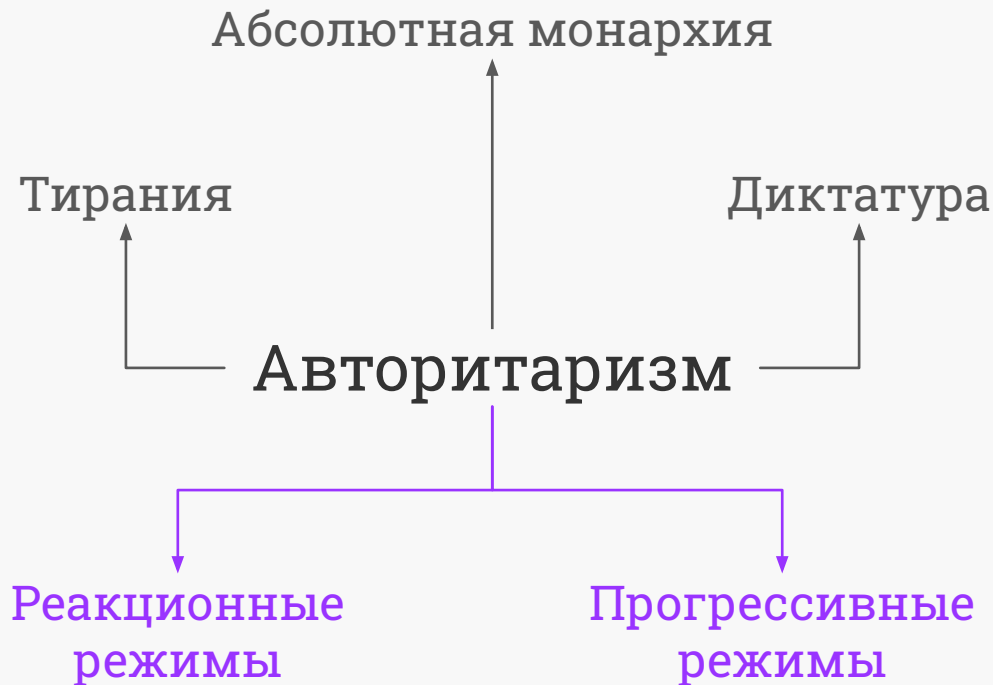 Абсолютная монархия
Тирания
Диктатура
Авторитаризм
Реакционные
режимы
Прогрессивные
режимы